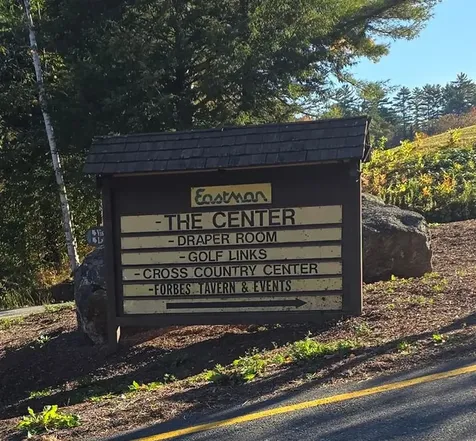 Eastman
-THE CENTER
-DRAPER ROOM
-GOLF LINKS
-CROSS COUNTRY CENTER
-FORBES TAVERN & EVENTS